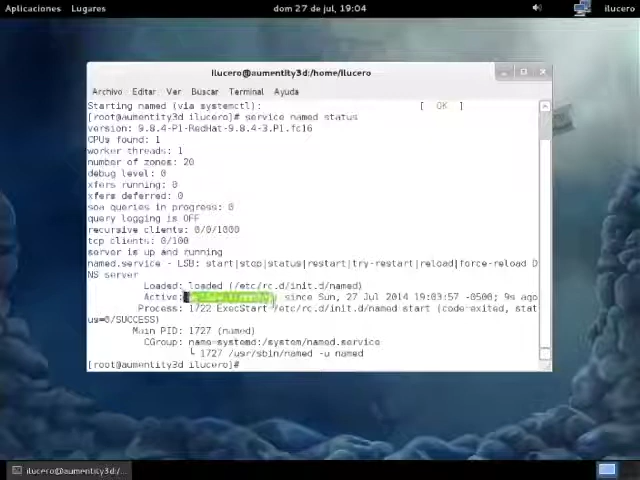 Aplicaciones Lugares dom 27 de jul, 19:04 ilucero
ilucero@aumentity3d:/home/ilucero
Archivo Editar Ver Buscar Terminal Ayuda
Starting named (via systemctl): [ OK ]
[root@aumentity3d ilucero]# service named status
version: 9.8.4-P1-RedHat-9.8.4-3.P1.fc16
CPUs found: 1
worker threads: 1
number of zones: 20
debug level: 0
xfers running: 0
xfers deferred: 0
soa queries in progress: 0
query logging is OFF
recursive clients: 0/0/1000
tcp clients: 0/100
server is up and running
named.service - LSB: start|stop|status|restart|try-restart|reload|force-reload D
NS server
Loaded: loaded (/etc/rc.d/init.d/named)
Active: since Sun, 27 Jul 2014 19:03:57 -0500; 9s ago
Process: 1722 ExecStart=/etc/rc.d/init.d/named start (code=exited, stat
us=0/SUCCESS)
Main PID: 1727 (named)
CGroup: name=systemd:/system/named.service
└ 1727 /usr/sbin/named -u named
[root@aumentity3d ilucero]#
ilucero@aumentity3d:/...